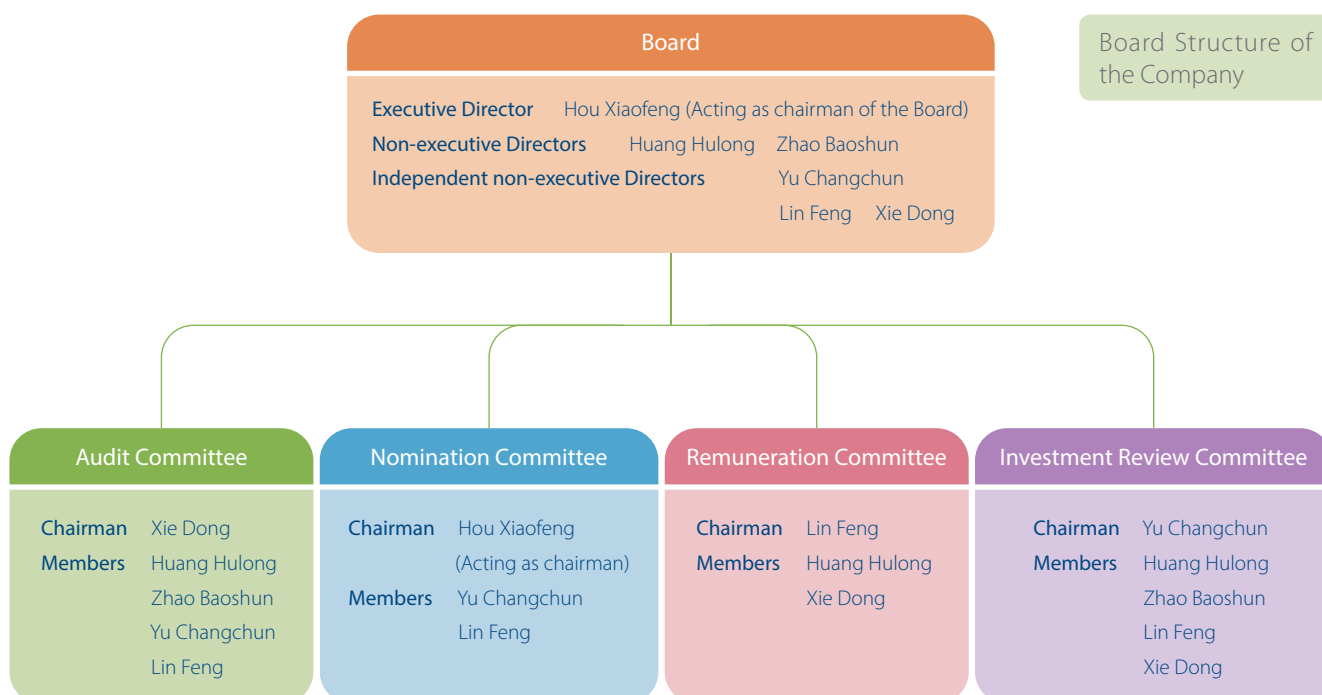 Board
Board Structure of
the Company
Executive Director Hou Xiaofeng (Acting as chairman of the Board)
Non-executive Directors Huang Hulong Zhao Baoshun
Independent non-executive Directors Yu Changchun
Lin Feng Xie Dong
Audit Committee
Chairman Xie Dong
Members Huang Hulong
Zhao Baoshun
Yu Changchun
Lin Feng
Nomination Committee
Chairman Hou Xiaofeng
(Acting as chairman)
Members Yu Changchun
Lin Feng
Remuneration Committee
Chairman Lin Feng
Members Huang Hulong
Xie Dong
Investment Review Committee
Chairman Yu Changchun
Members Huang Hulong
Zhao Baoshun
Lin Feng
Xie Dong